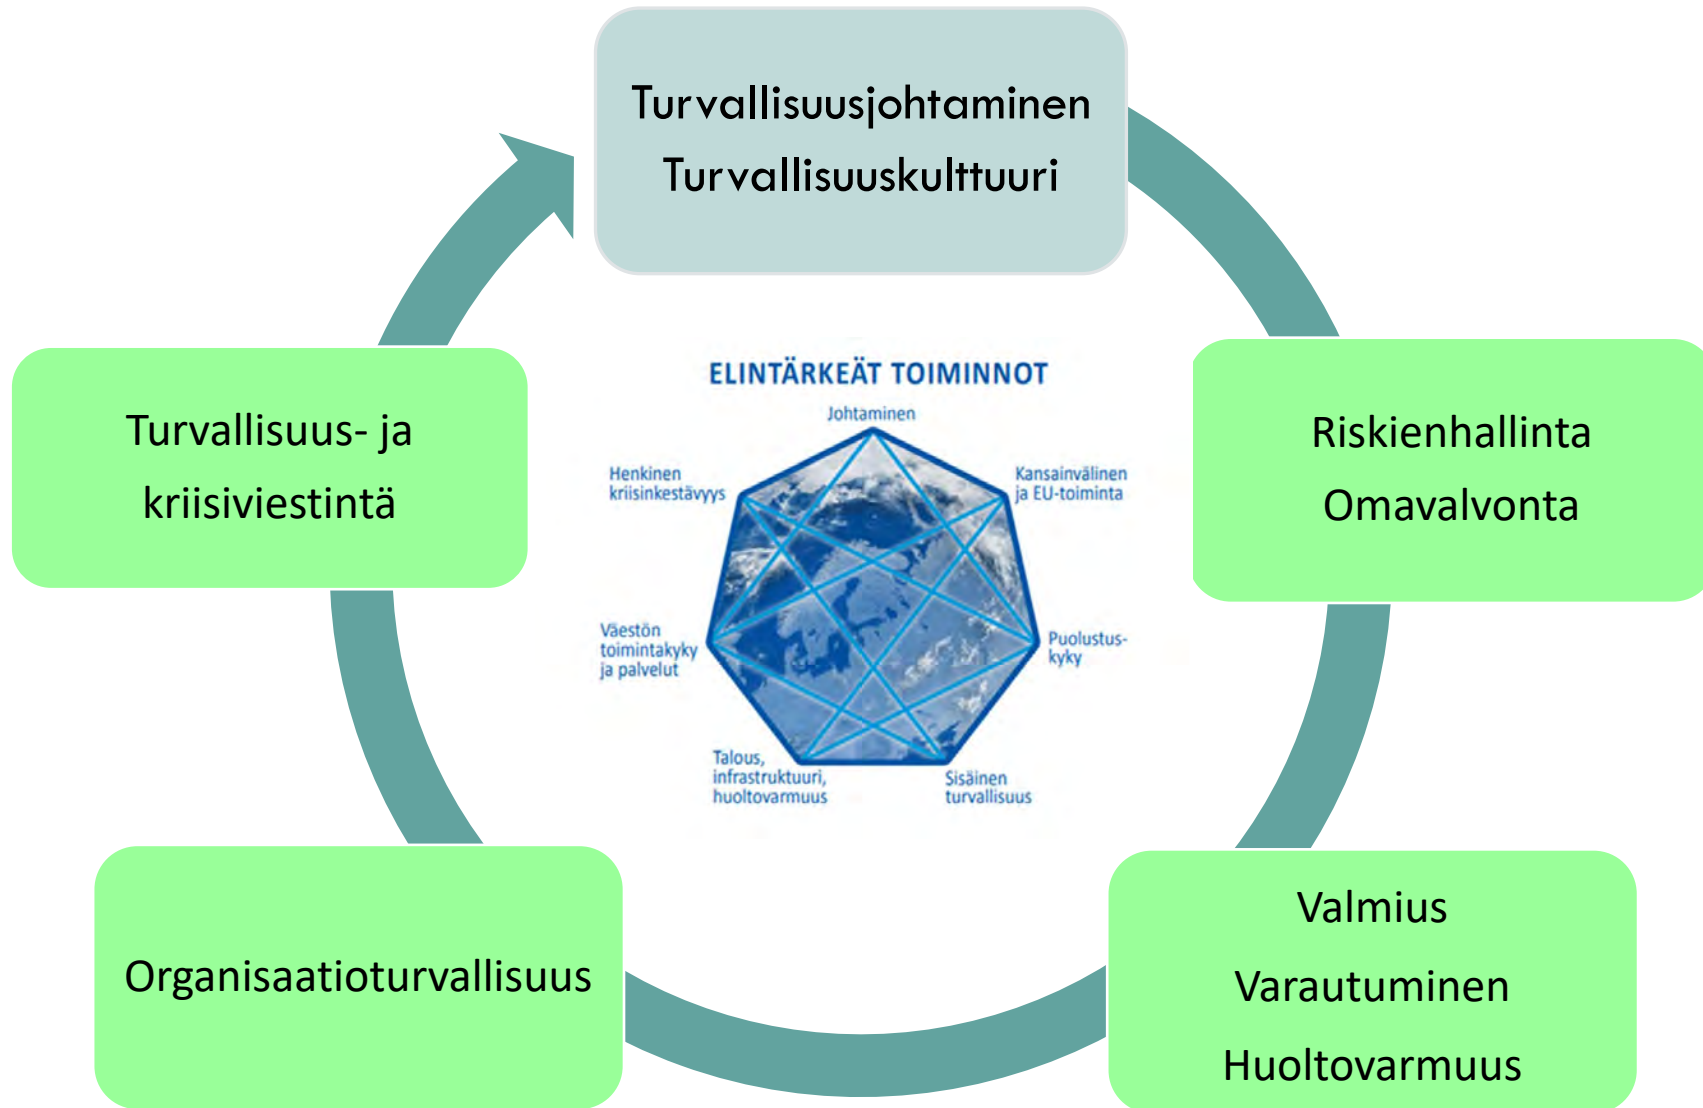 Turvallisuusjohtaminen
Turvallisuuskulttuuri
Turvallisuus- ja
kriisiviestintä
ELINTÄRKEÄT TOIMINNOT
Johtaminen
Henkinen
kriisinkestävyys
Kansainvälinen
ja EU-toiminta
Väestön
toimintakyky
ja palvelut
Puolustus-
kyky
Talous,
infrastruktuuri,
huoltovarmuus
Sisäinen
turvallisuus
Riskienhallinta
Omavalvonta
Organisaatioturvallisuus
Valmius
Varautuminen
Huoltovarmuus